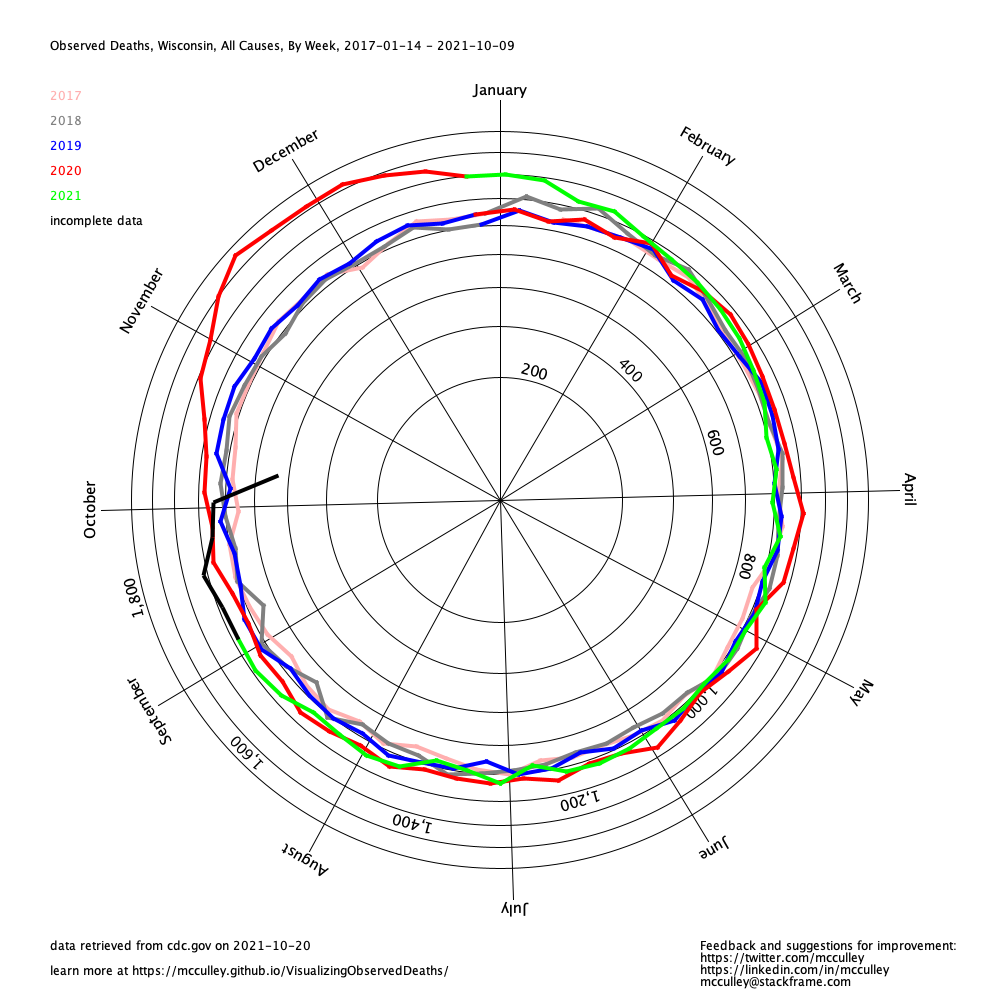 Observed Deaths, Wisconsin, All Causes, By Week, 2017-01-14 - 2021-10-09
January
2017
2018
2019
2020
2021
incomplete data
December
February
November
March
200
400
600
October
April
800
1,800
September
May
1,000
1,600
1,200
1,400
August
June
July
data retrieved from cdc.gov on 2021-10-20
learn more at https://mcculley.github.io/VisualizingObservedDeaths/
Feedback and suggestions for improvement:
https://twitter.com/mcculley
https://linkedin.com/in/mcculley
mcculley@stackframe.com